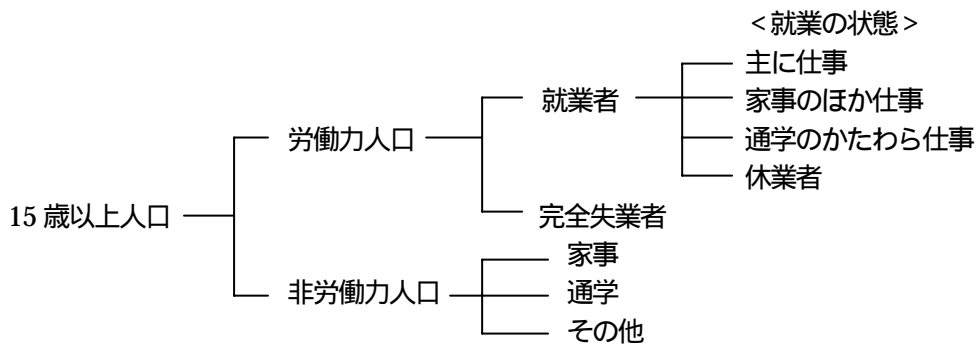 ＜就業の状態＞
主に仕事
就業者
家事のほか仕事
労働力人口
通学のかたわら仕事
休業者
15 歳以上人口
完全失業者
家事
非労働力人口
通学
その他